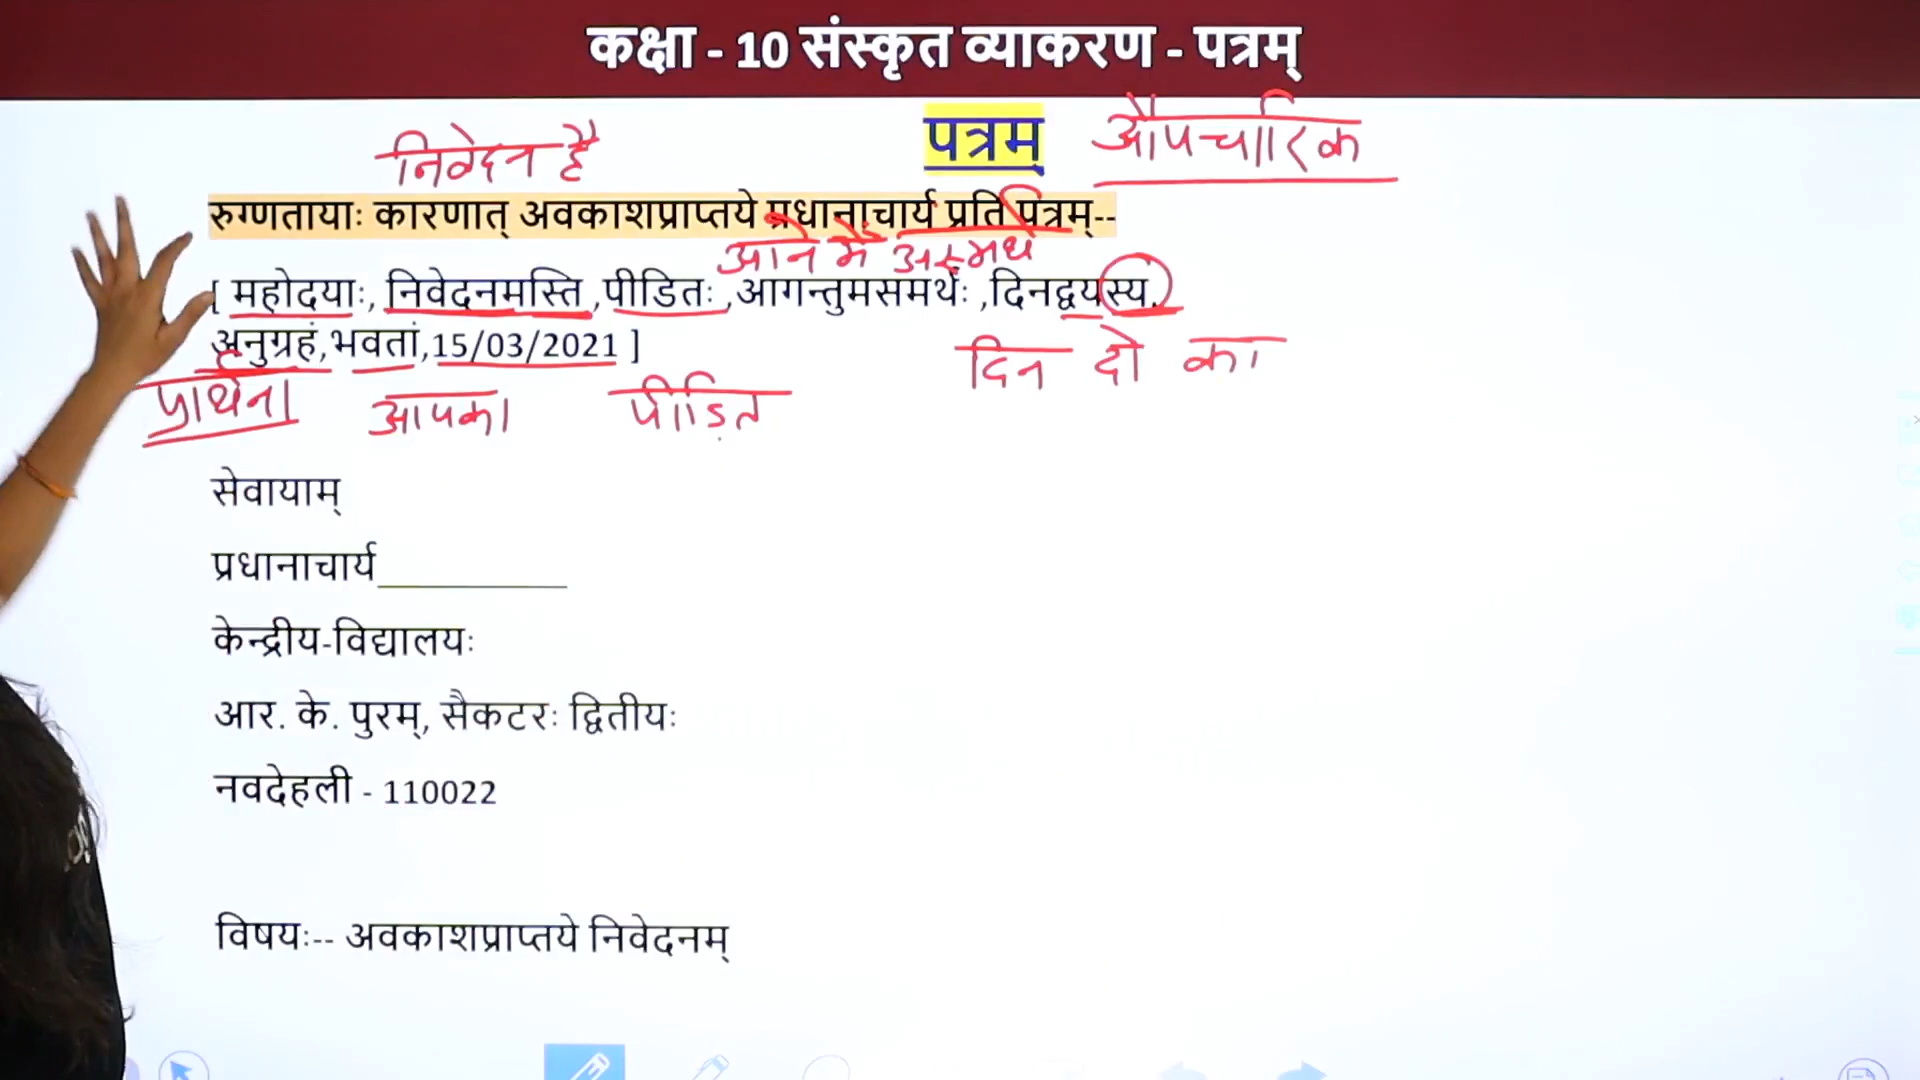 कक्षा - 10 संस्कृत व्याकरण - पत्रम्
पत्रम् औपचारिक
निवेदन है
रुग्णतायाः कारणात् अवकाशप्राप्तये प्रधानाचार्य प्रति पत्रम्--
आने में असमर्थ
[ महोदयाः, निवेदनमस्ति ,पीडितः ,आगन्तुमसमर्थः ,दिनद्वयस्य,
अनुग्रहं,भवतां,15/03/2021 ]
दिन दो का
प्रार्थना आपका पीडित
सेवायाम्
प्रधानाचार्य__________
केन्द्रीय-विद्यालयः
आर. के. पुरम्, सैकटरः द्वितीयः
नवदेहली - 110022
विषयः-- अवकाशप्राप्तये निवेदनम्